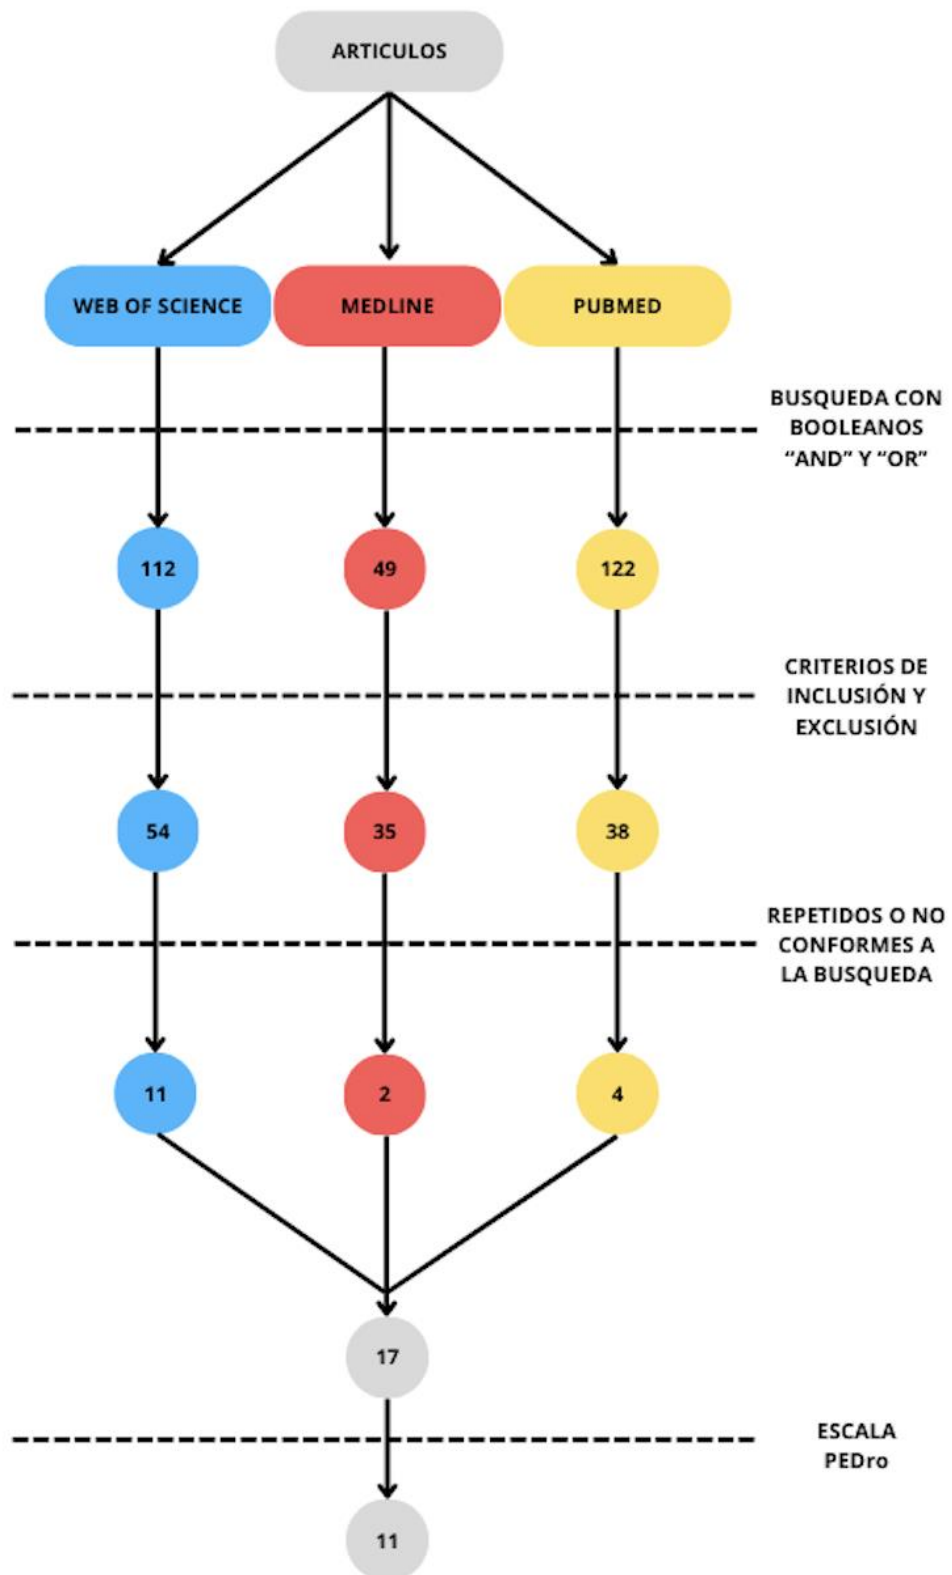 ARTICULOS
WEB OF SCIENCE
MEDLINE
PUBMED
BUSQUEDA CON
BOOLEANOS
“AND” Y “OR”
112
49
122
CRITERIOS DE
INCLUSIÓN Y
EXCLUSIÓN
54
35
38
REPETIDOS O NO
CONFORMES A
LA BUSQUEDA
11
2
4
17
ESCALA
PEDro
11